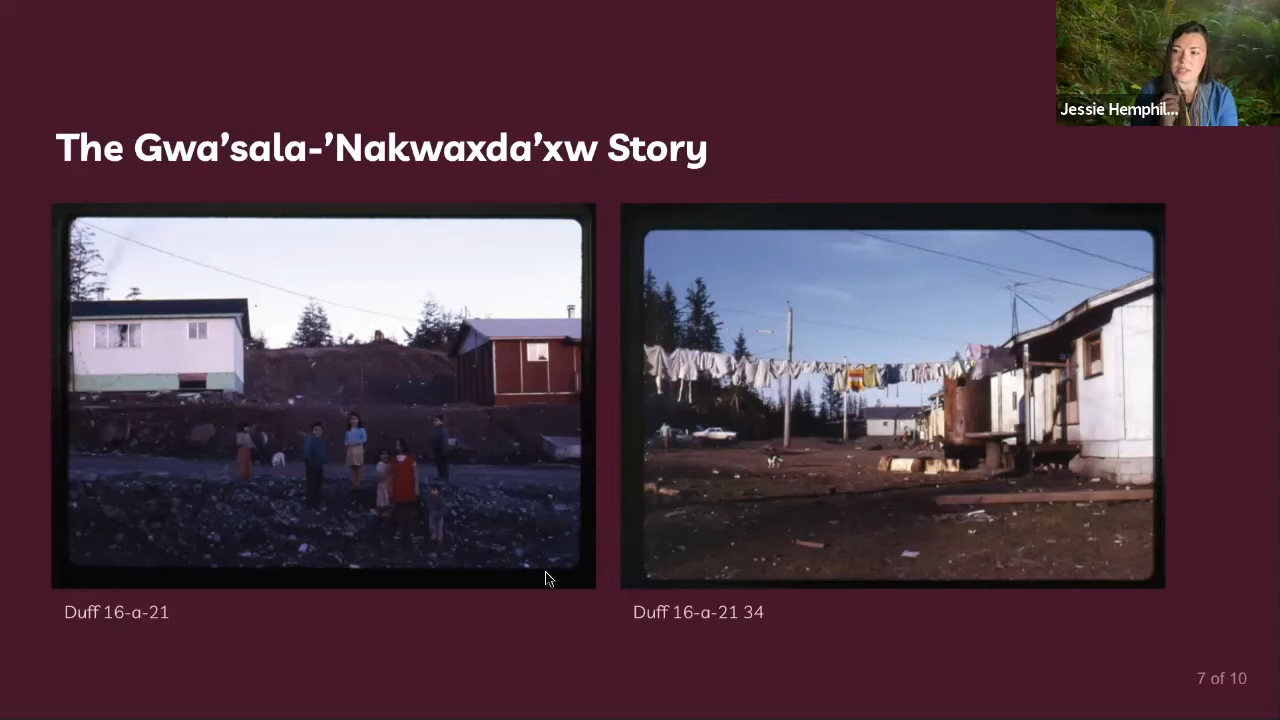 Jessie Hemphil...
The Gwa’sala-’Nakwaxda’xw Story
Duff 16-a-21
Duff 16-a-21 34
7 of 10